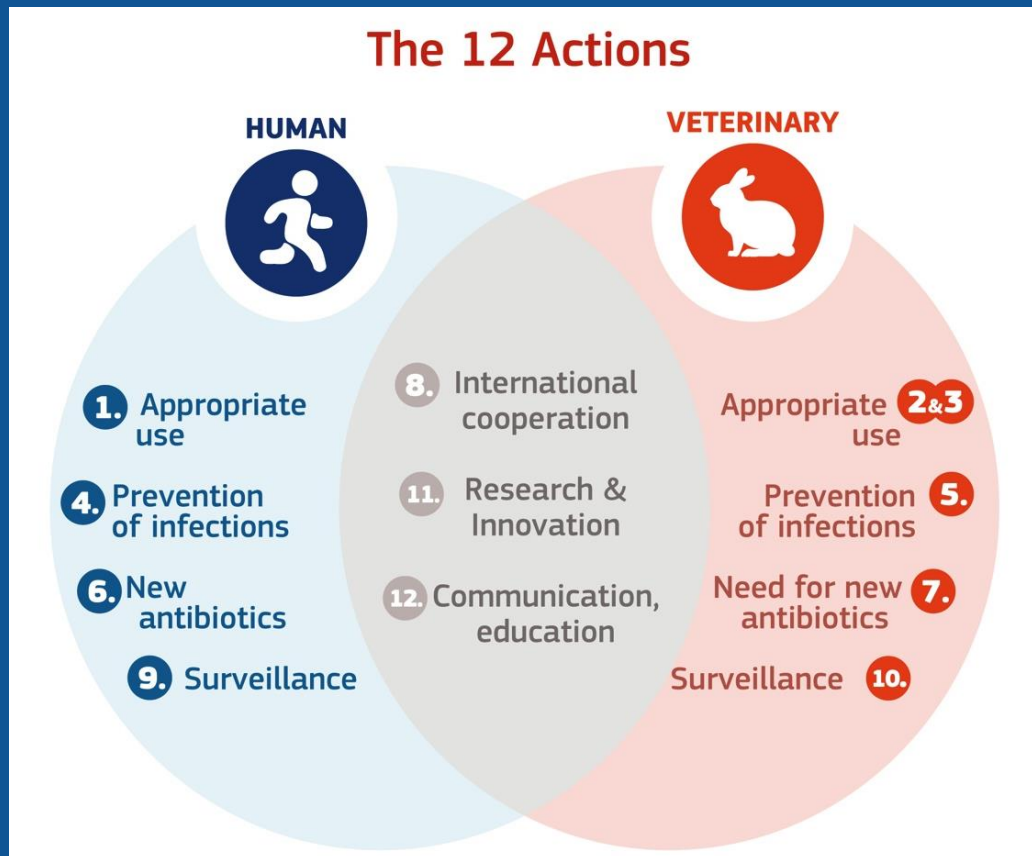 The 12 Actions
HUMAN
VETERINARY
1. Appropriate
use
4. Prevention
of infections
6. New
antibiotics
9. Surveillance
8. International
cooperation
11. Research &
Innovation
12. Communication,
education
Appropriate 2&3
use
Prevention 5.
of infections
Need for new 7.
antibiotics
Surveillance 10.